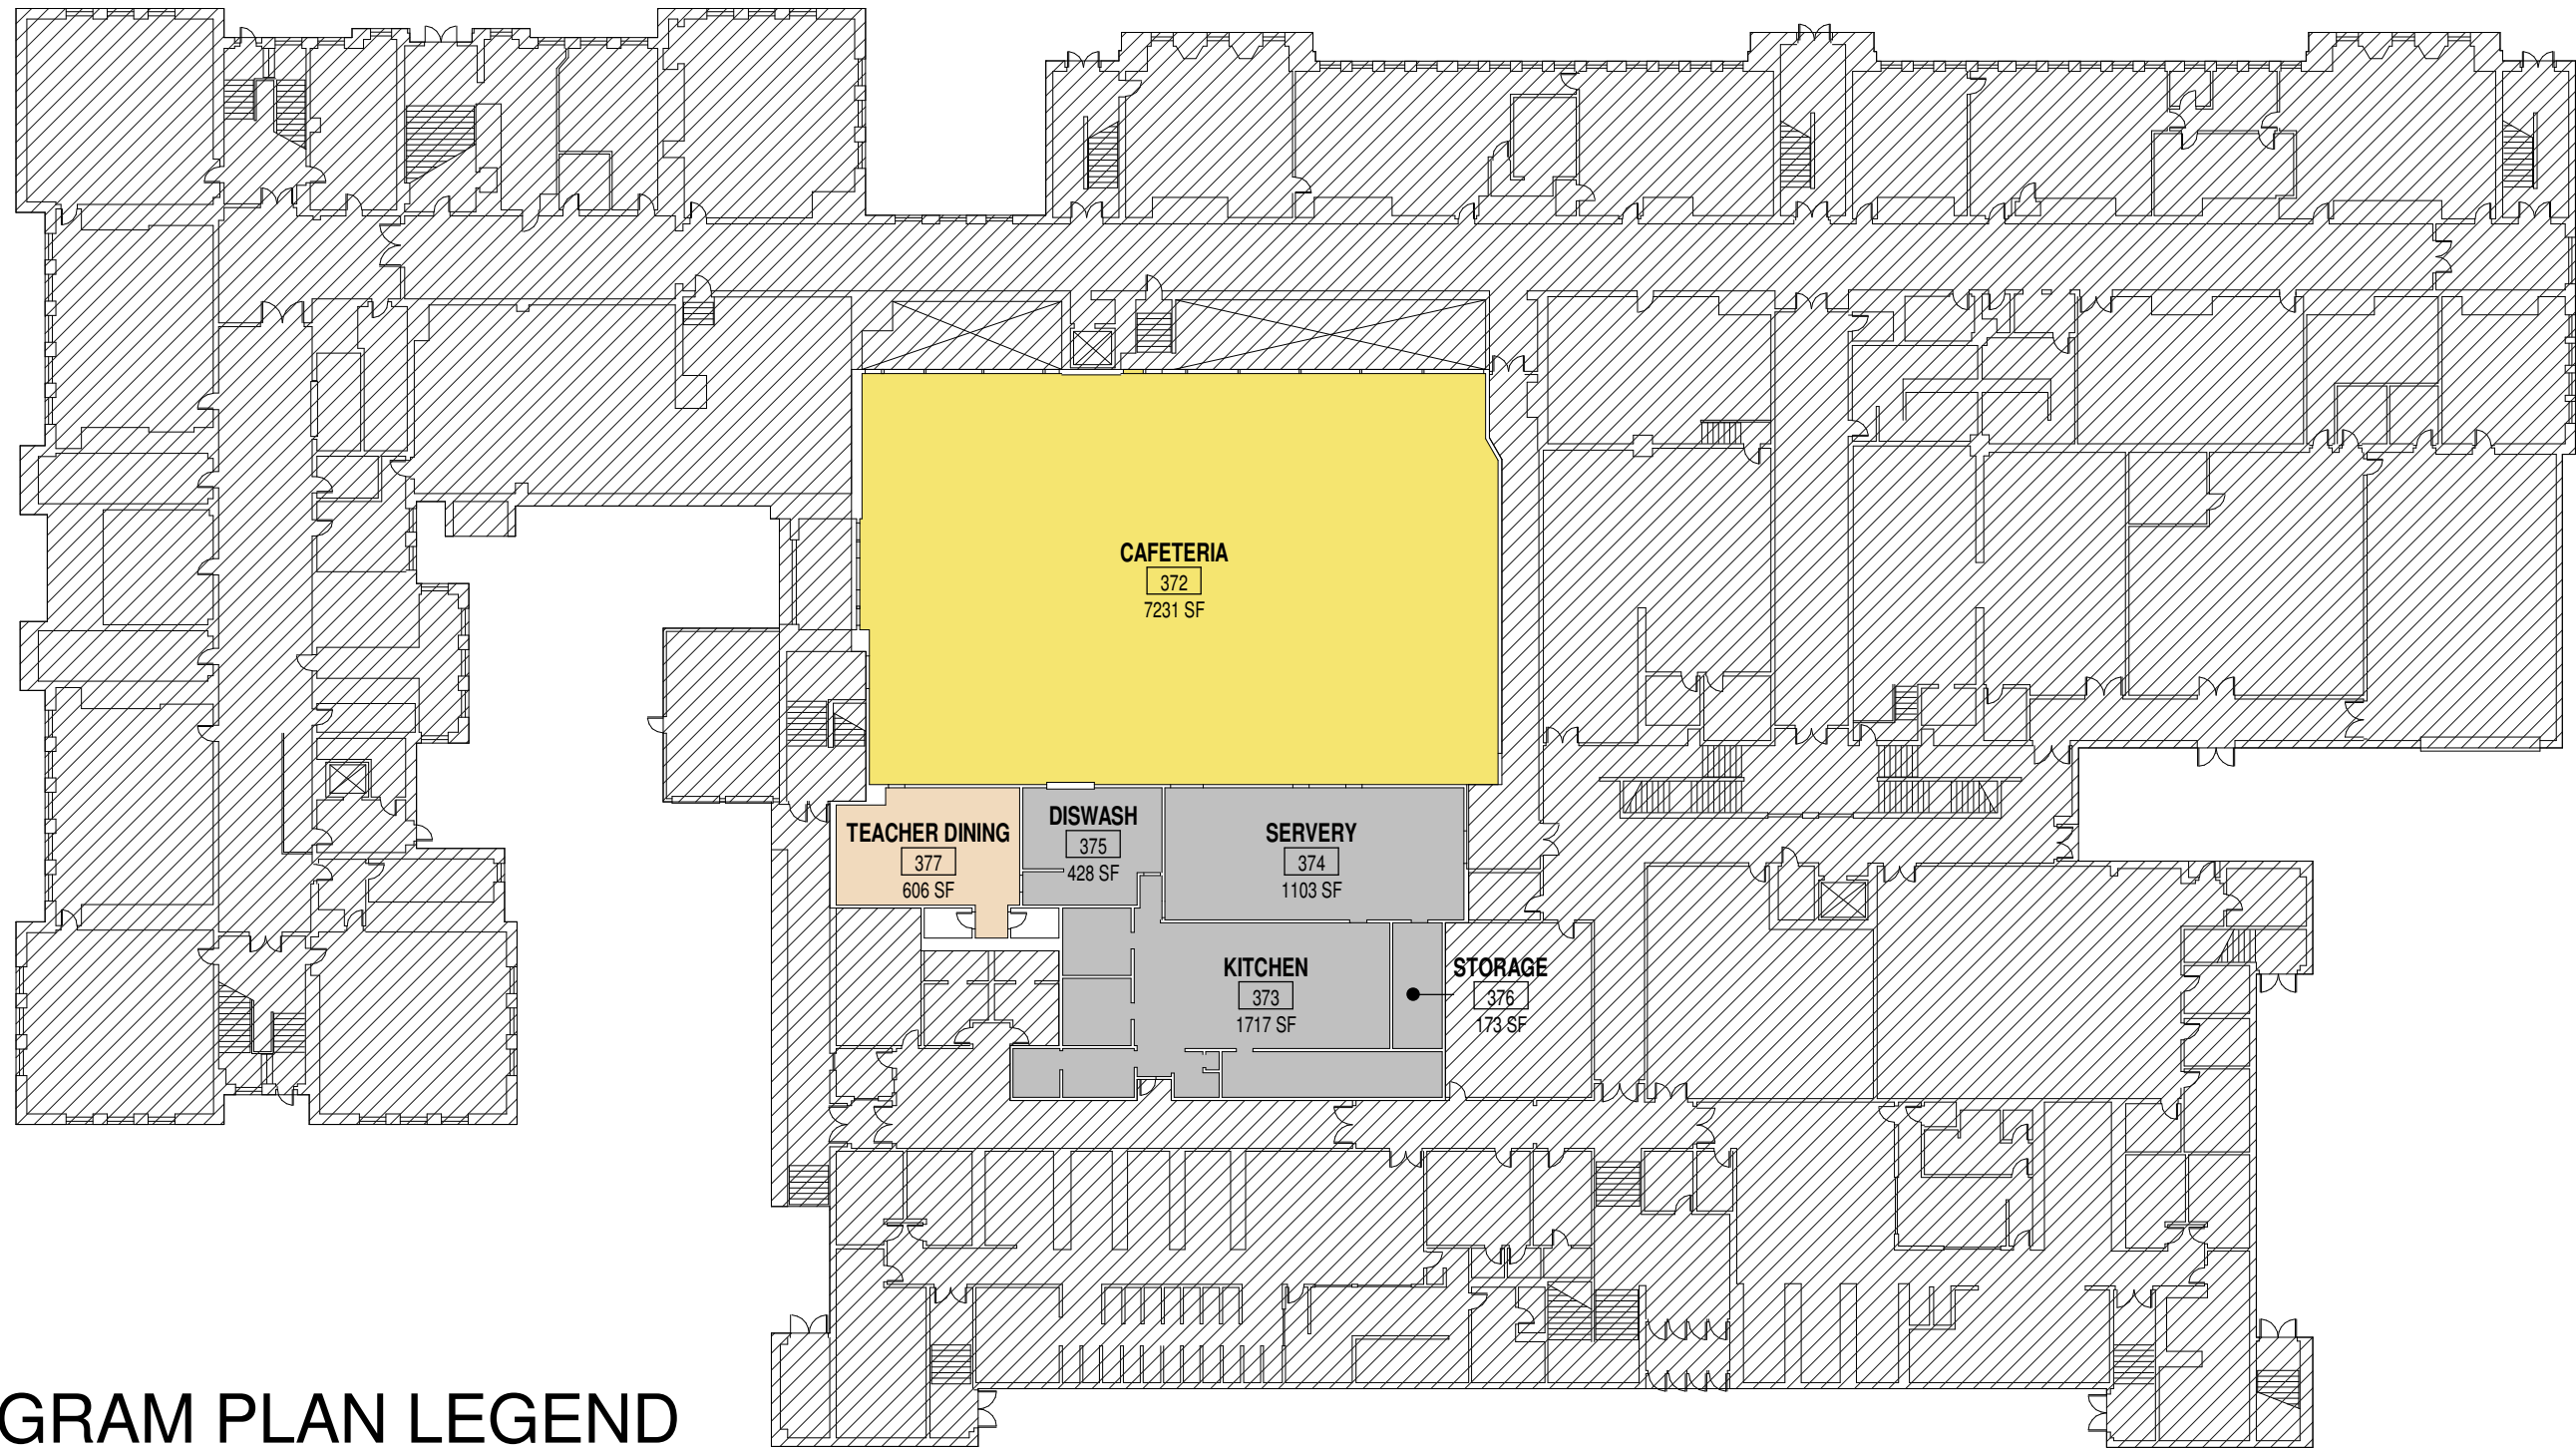 CAFETERIA
372
7231 SF
TEACHER DINING
377
606 SF
DISWASH
375
428 SF
SERVERY
374
1103 SF
KITCHEN
373
1717 SF
STORAGE
376
173 SF
GRAM PLAN LEGEND